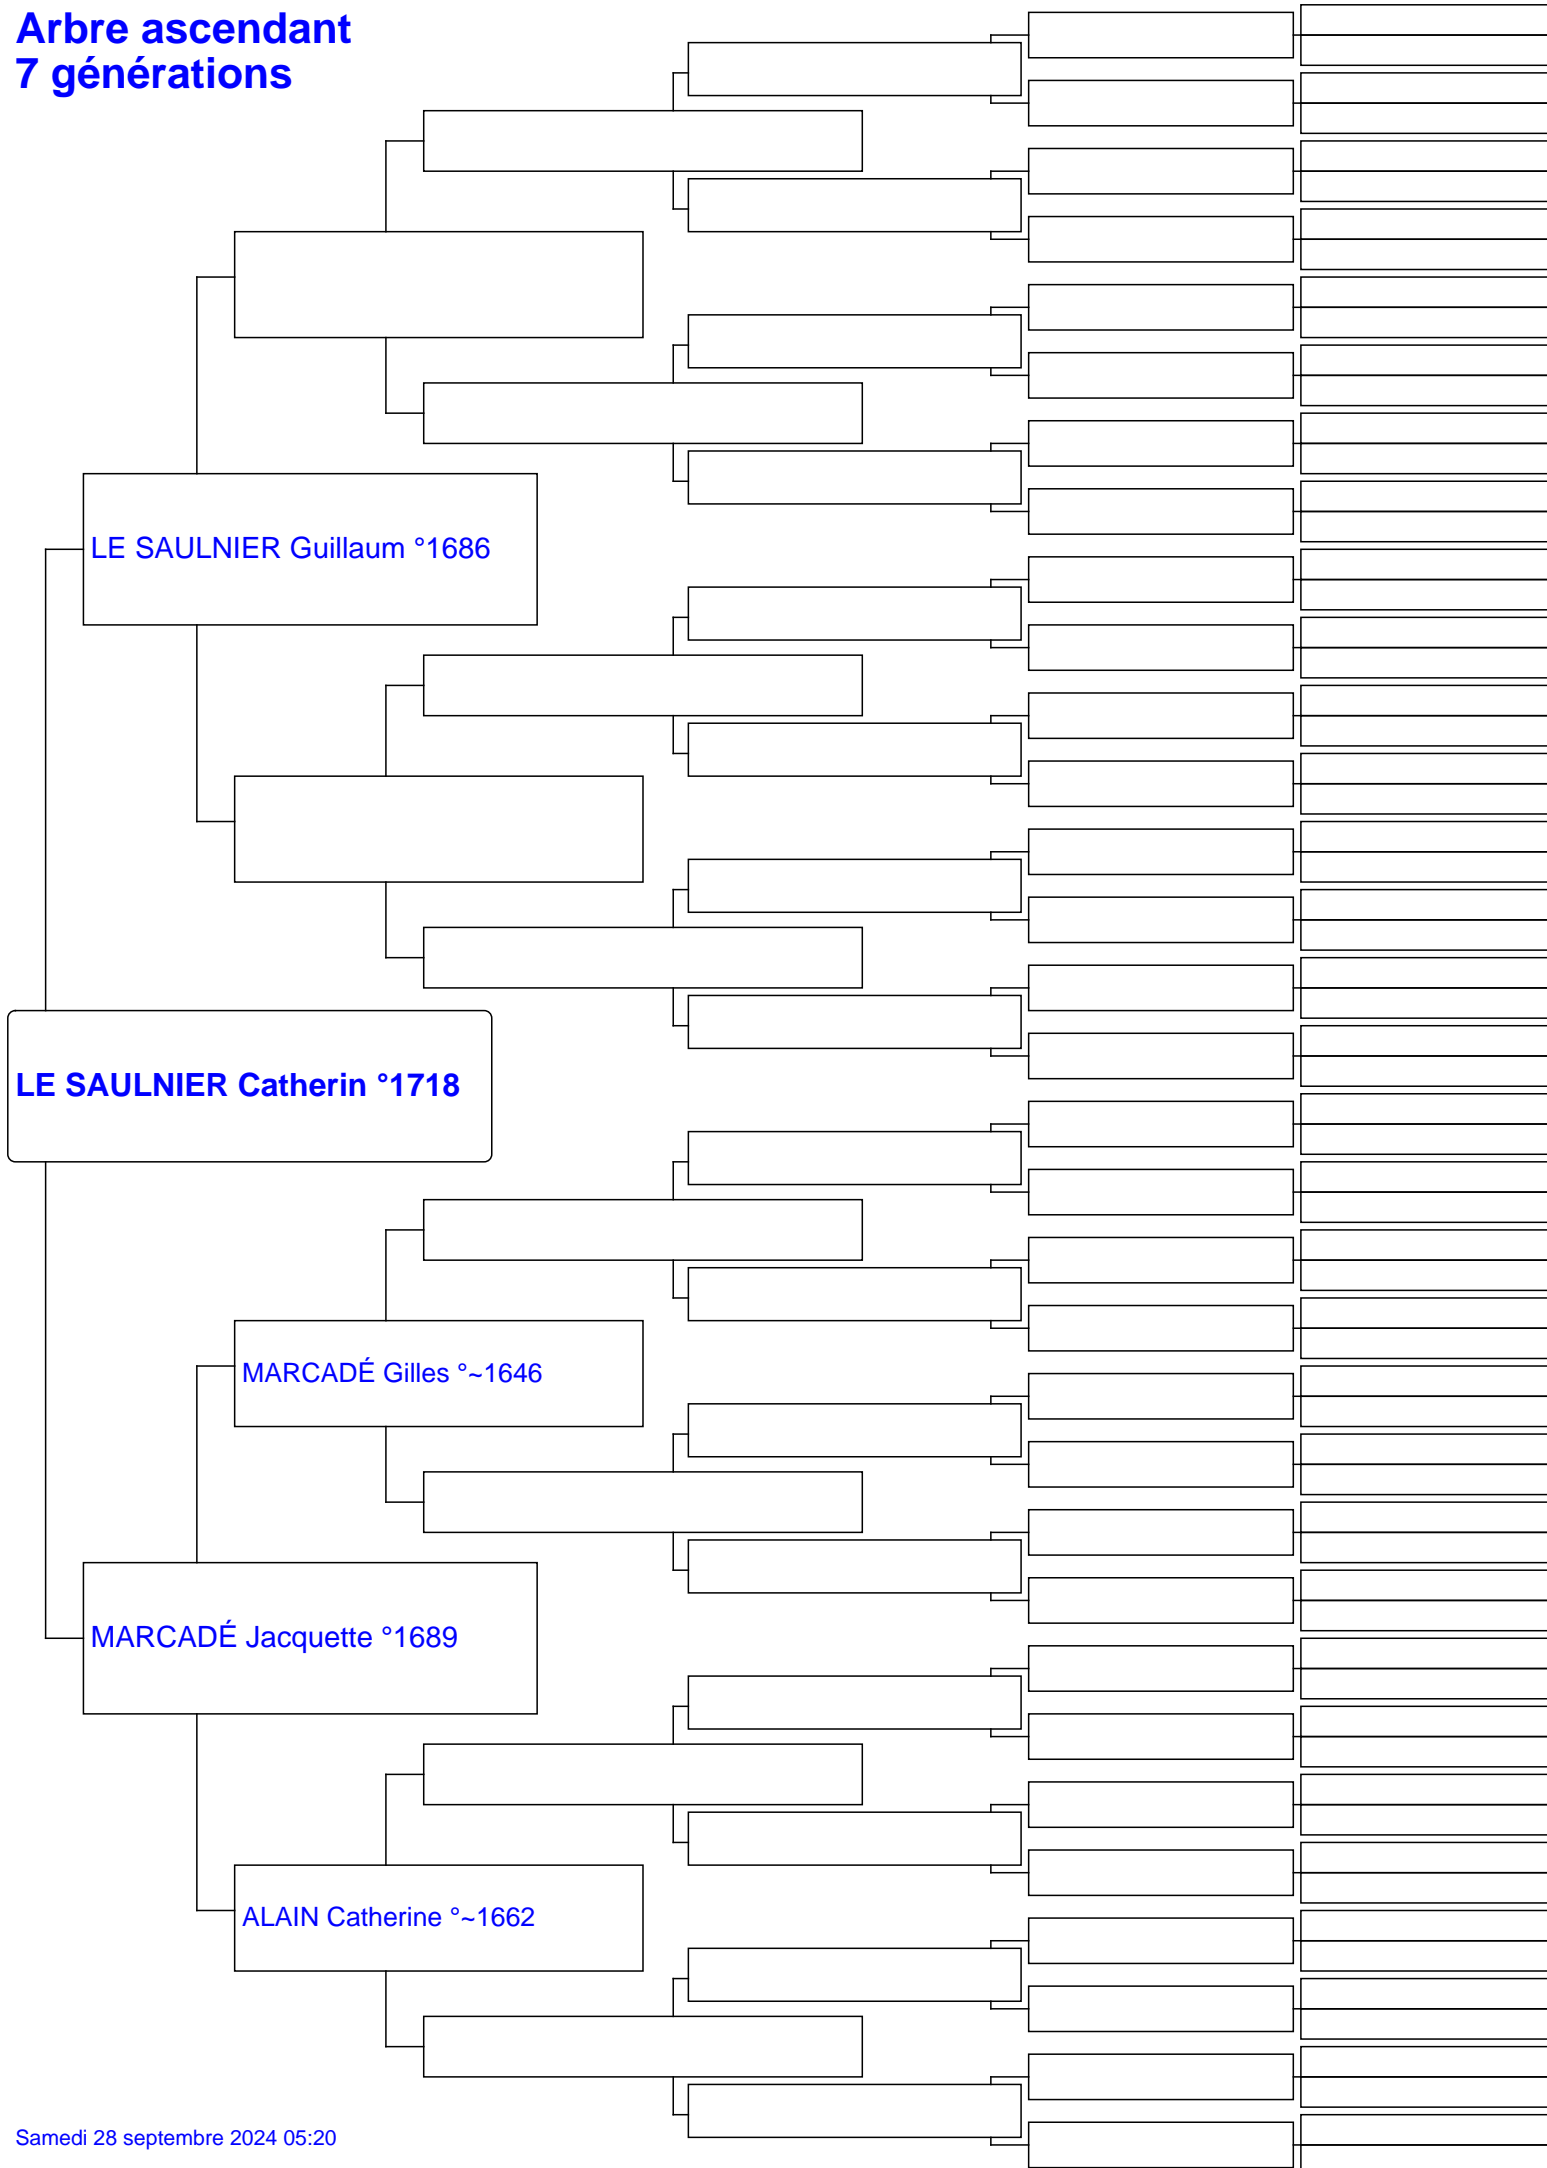 Arbre ascendant
7 générations
LE SAULNIER Guillaum °1686
LE SAULNIER Catherin °1718
MARCADÉ Gilles °~1646
MARCADÉ Jacquette °1689
ALAIN Catherine °~1662
Samedi 28 septembre 2024 05:20